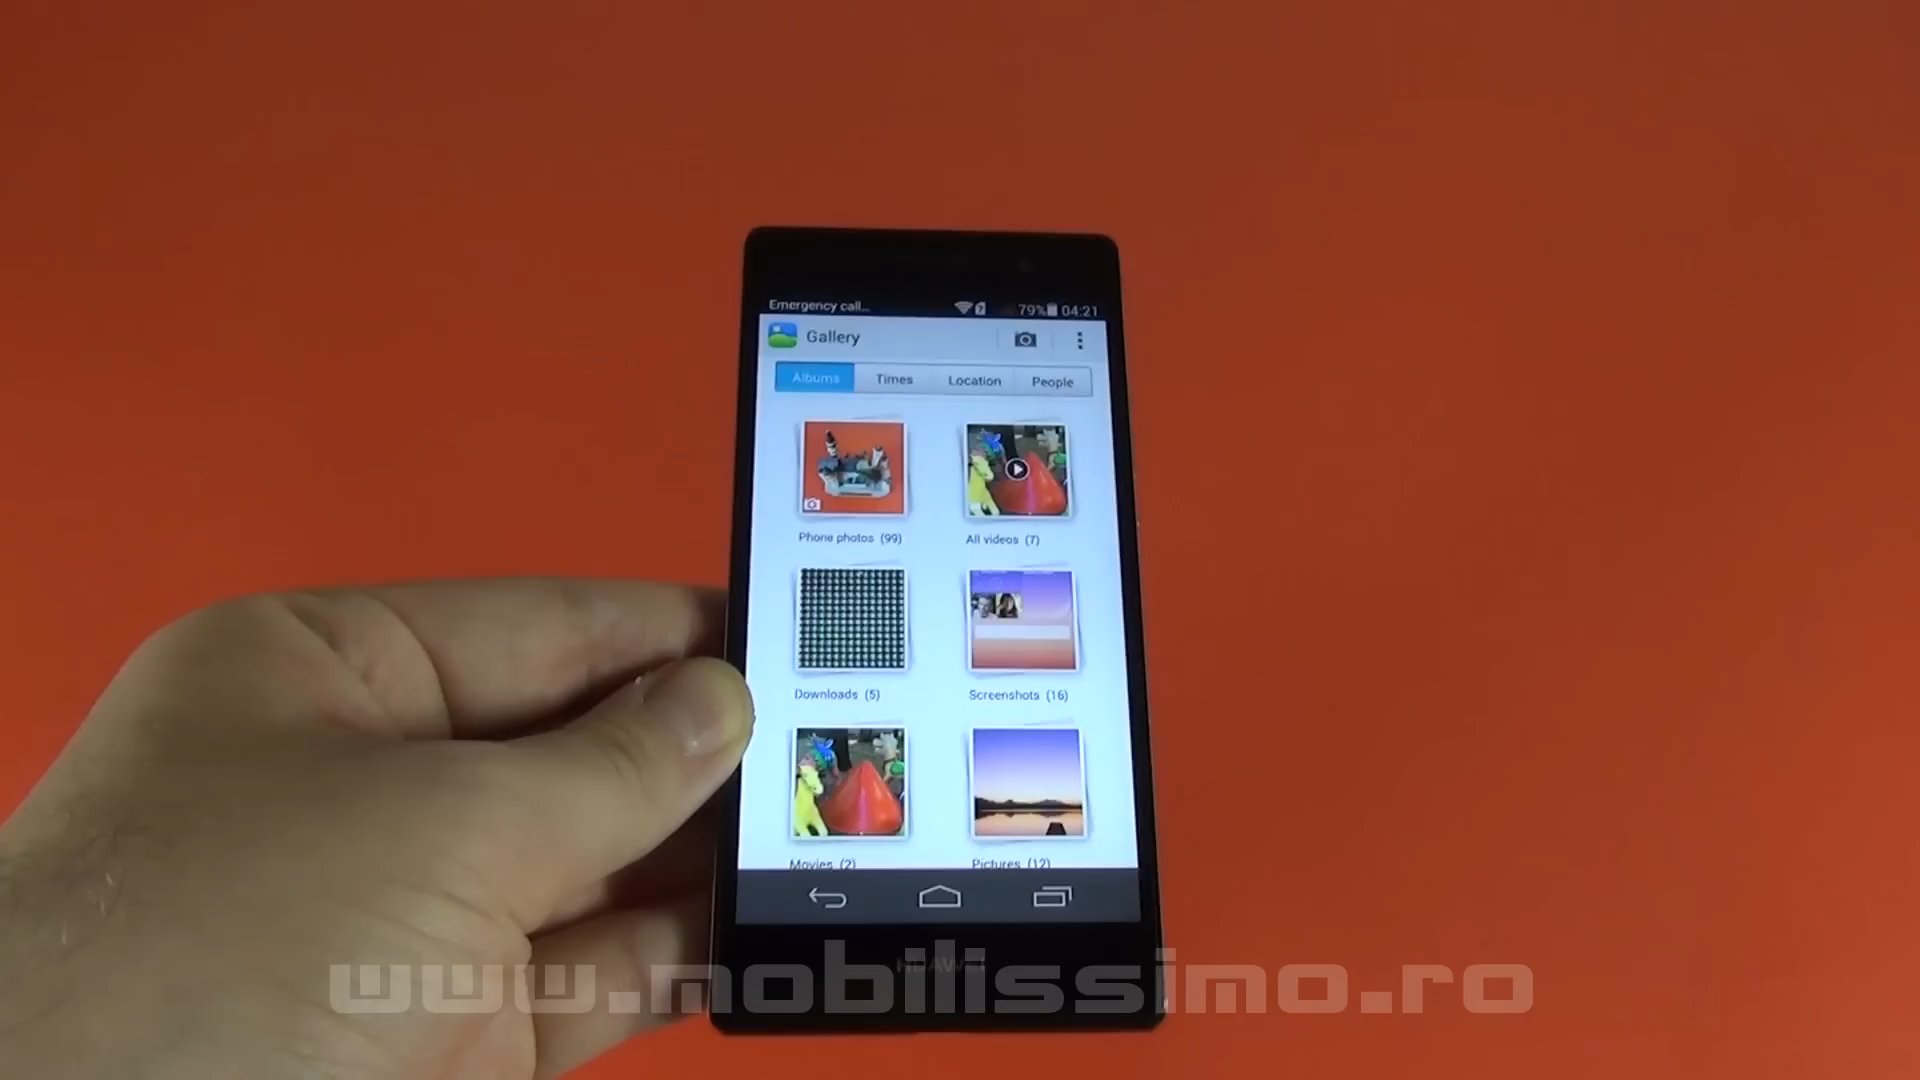 Emergency call... 79% 04:21
Gallery
Albums Times Location People
Phone photos (99) All videos (7)
Downloads (5) Screenshots (16)
Movies (2) Pictures (12)
HUAWEI
www.mobilissimo.ro